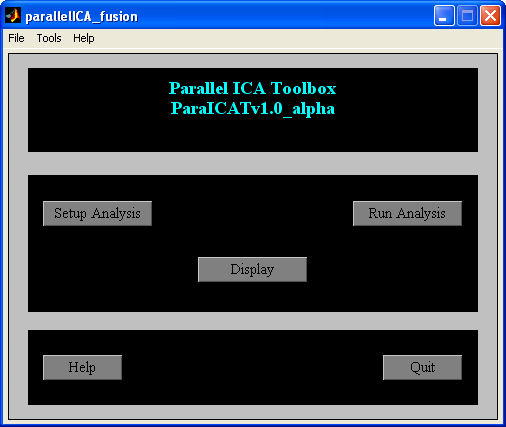 parallelICA_fusion
File Tools Help
Parallel ICA Toolbox
ParaICATv1.0_alpha
Setup Analysis
Run Analysis
Display
Help
Quit